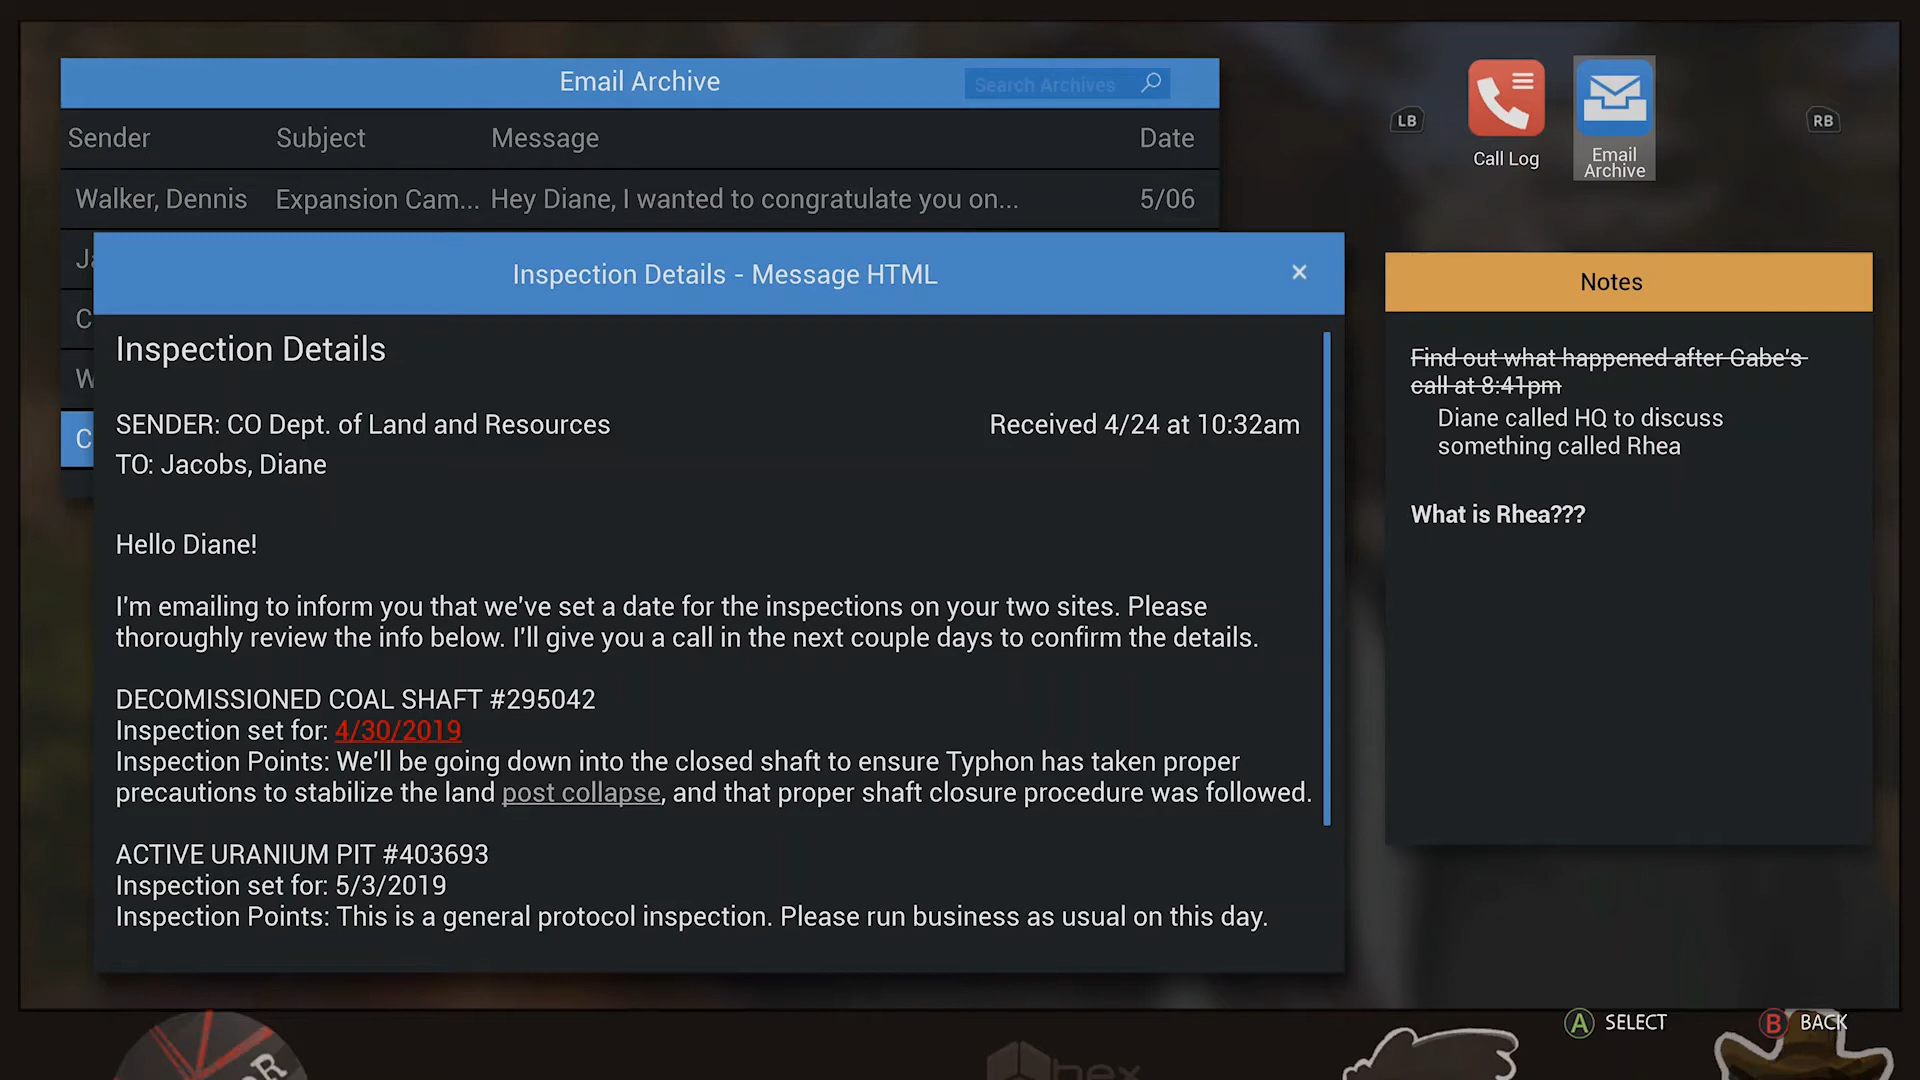 Email Archive
Search Archives
Sender Subject Message Date
Walker, Dennis Expansion Cam... Hey Diane, I wanted to congratulate you on... 5/06
Inspection Details - Message HTML
Inspection Details
SENDER: CO Dept. of Land and Resources Received 4/24 at 10:32am
TO: Jacobs, Diane
Hello Diane!
I'm emailing to inform you that we've set a date for the inspections on your two sites. Please
thoroughly review the info below. I'll give you a call in the next couple days to confirm the details.
DECOMISSIONED COAL SHAFT #295042
Inspection set for: 4/30/2019
Inspection Points: We'll be going down into the closed shaft to ensure Typhon has taken proper
precautions to stabilize the land post collapse, and that proper shaft closure procedure was followed.
ACTIVE URANIUM PIT #403693
Inspection set for: 5/3/2019
Inspection Points: This is a general protocol inspection. Please run business as usual on this day.
LB
Call Log
Email
Archive
RB
Notes
Find out what happened after Gabe's
call at 8:41pm
Diane called HQ to discuss
something called Rhea
What is Rhea???
A SELECT
B BACK
hex